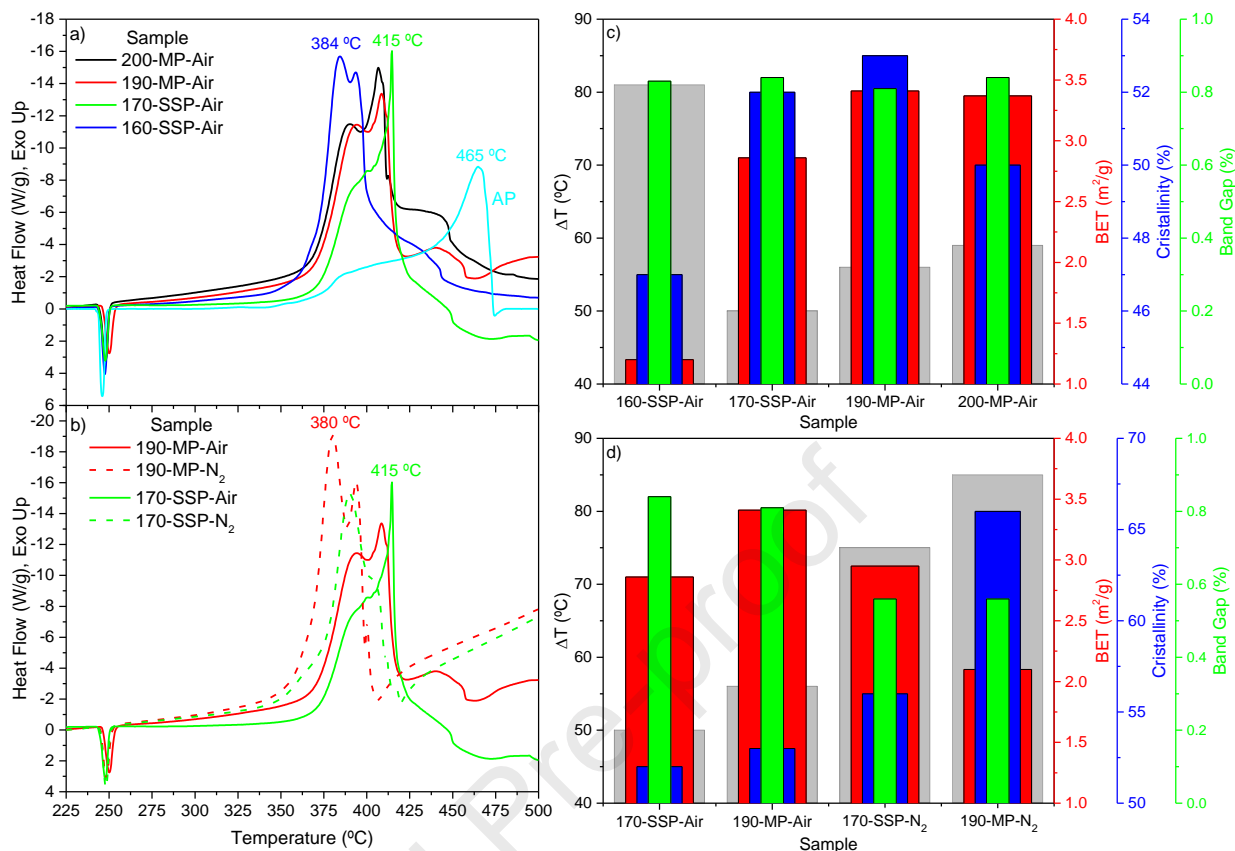 a)
Sample
200-MP-Air
190-MP-Air
170-SSP-Air
160-SSP-Air
384 ºC
415 ºC
465 ºC
AP
Heat Flow (W/g), Exo Up
-18
-16
-14
-12
-10
-8
-6
-4
-2
0
2
4
6
b)
Sample
190-MP-Air
190-MP-N2
170-SSP-Air
170-SSP-N2
380 ºC
415 ºC
Heat Flow (W/g), Exo Up
-20
-18
-16
-14
-12
-10
-8
-6
-4
-2
0
2
4
225 250 275 300 325 350 375 400 425 450 475 500
Temperature (ºC)
c)
ΔT (ºC)
90
80
70
60
50
40
160-SSP-Air 170-SSP-Air 190-MP-Air 200-MP-Air
Sample
BET (m2/g)
4.0
3.5
3.0
2.5
2.0
1.5
1.0
Cristallinity (%)
54
52
50
48
46
44
Band Gap (%)
1.0
0.8
0.6
0.4
0.2
0.0
d)
ΔT (ºC)
90
80
70
60
50
40
170-SSP-Air 190-MP-Air 170-SSP-N2 190-MP-N2
Sample
BET (m2/g)
4.0
3.5
3.0
2.5
2.0
1.5
1.0
Cristallinity (%)
70
65
60
55
50
Band Gap (%)
1.0
0.8
0.6
0.4
0.2
0.0
Pre-proof